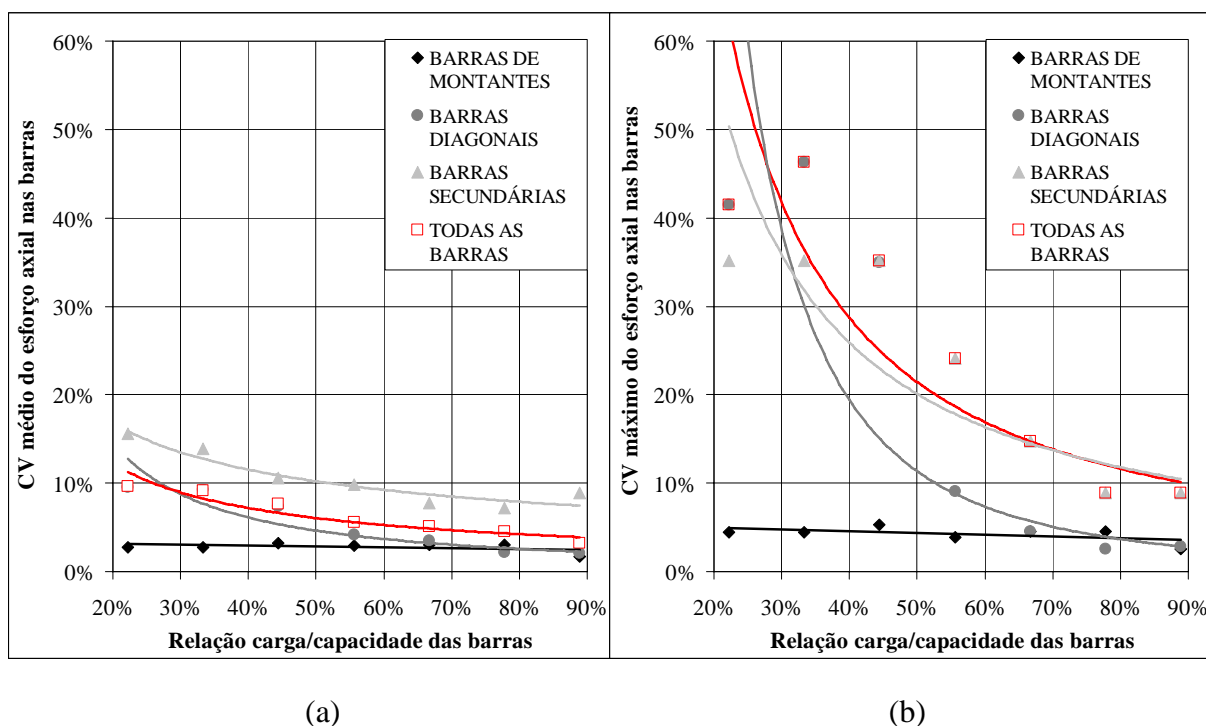 60%
50%
40%
30%
20%
10%
0%
20% 30% 40% 50% 60% 70% 80% 90%
CV médio do esforço axial nas barras
Relação carga/capacidade das barras
BARRAS DE
MONTANTES
BARRAS
DIAGONAIS
BARRAS
SECUNDÁRIAS
TODAS AS
BARRAS
60%
50%
40%
30%
20%
10%
0%
20% 30% 40% 50% 60% 70% 80% 90%
CV máximo do esforço axial nas barras
Relação carga/capacidade das barras
BARRAS DE
MONTANTES
BARRAS
DIAGONAIS
BARRAS
SECUNDÁRIAS
TODAS AS
BARRAS
(a)
(b)